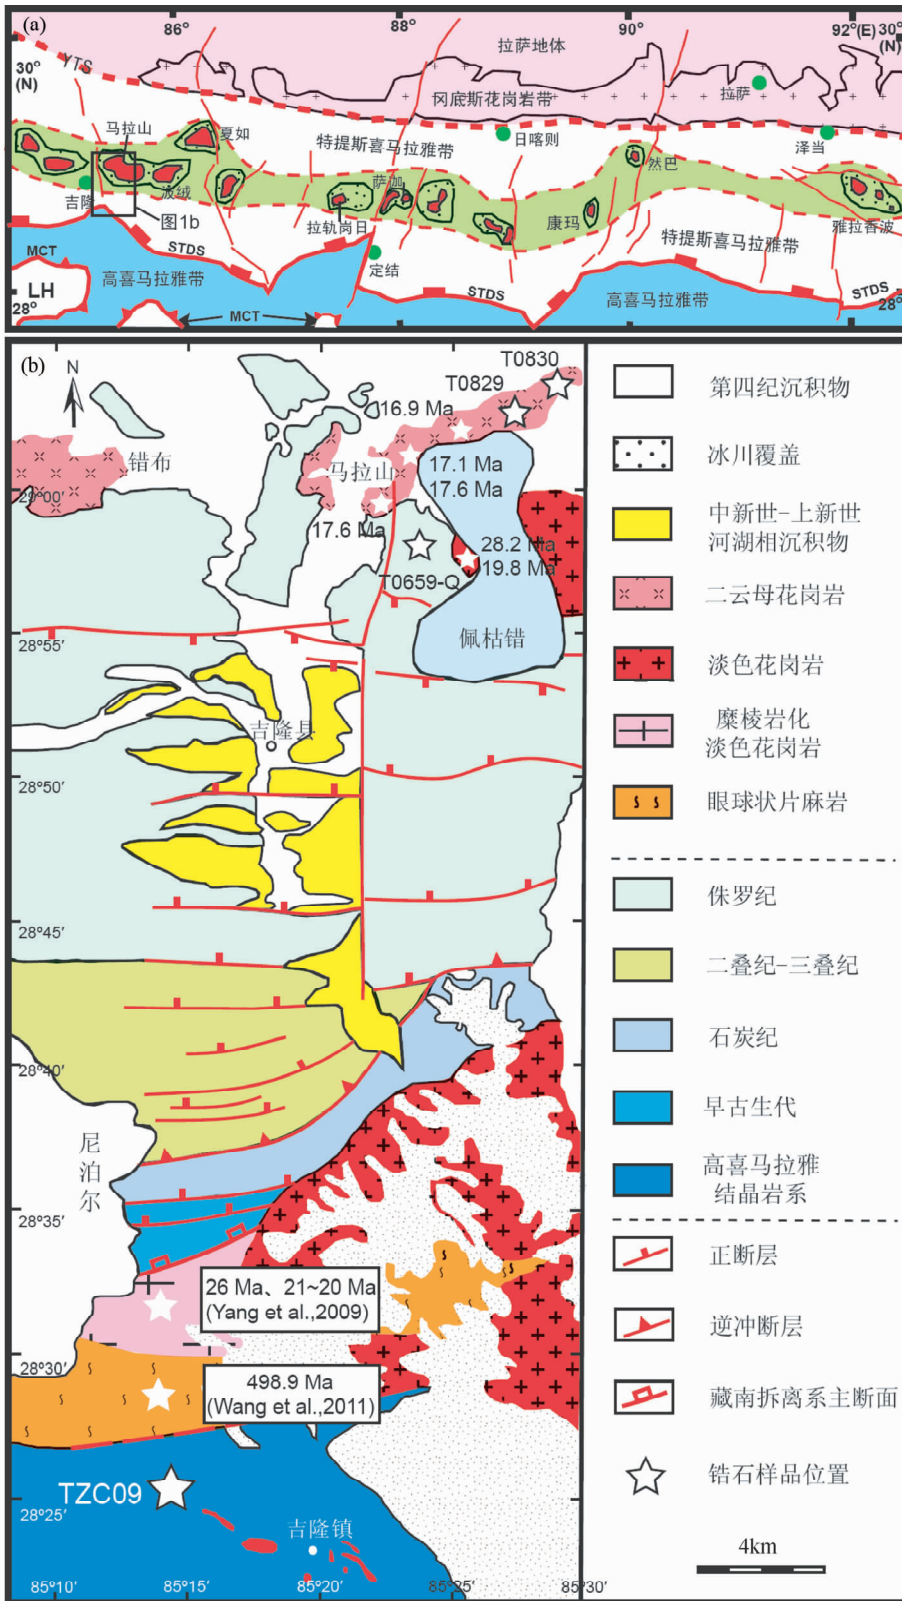 (a)
86°
88°
90°
92°(E)
30°
(N)
30°
(N)
拉萨地体
YTS
冈底斯花岗岩带
拉萨
马拉山
夏如
特提斯喜马拉雅带
日喀则
泽当
然巴
吉隆
波绒
萨迦
图1b
拉轨岗日
康玛
雅拉香波
特提斯喜马拉雅带
MCT
STDS
定结
高喜马拉雅带
LH
STDS
高喜马拉雅带
STDS
28°
MCT
28°
86°
88°
90°
92°
(b)
N
T0830
T0829
16.9 Ma
错布
马拉山
17.1 Ma
17.6 Ma
29°00′
17.6 Ma
28.2 Ma
19.8 Ma
T0659-Q
28°55′
佩枯错
吉隆县
28°50′
28°45′
28°40′
尼泊尔
28°35′
26 Ma、21~20 Ma
(Yang et al.,2009)
28°30′
498.9 Ma
(Wang et al.,2011)
TZC09
28°25′
吉隆镇
85°10′
85°15′
85°20′
85°25′
85°30′
第四纪沉积物
冰川覆盖
中新世-上新世
河湖相沉积物
二云母花岗岩
淡色花岗岩
糜棱岩化
淡色花岗岩
眼球状片麻岩
侏罗纪
二叠纪-三叠纪
石炭纪
早古生代
高喜马拉雅
结晶岩系
正断层
逆冲断层
藏南拆离系主断面
锆石样品位置
4km